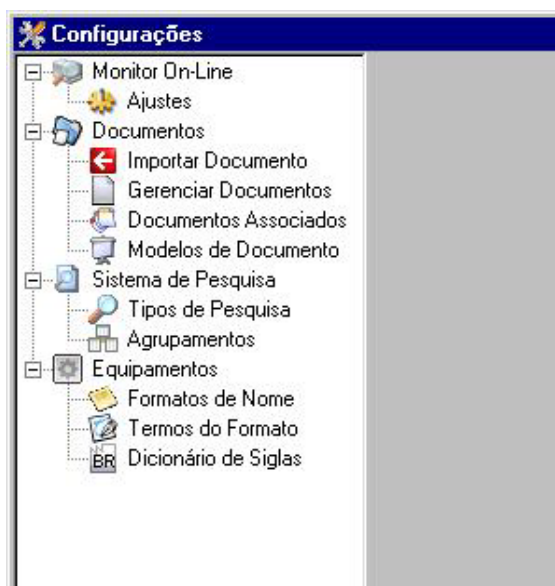 Configurações
Monitor On-Line
Ajustes
Documentos
Importar Documento
Gerenciar Documentos
Documentos Associados
Modelos de Documento
Sistema de Pesquisa
Tipos de Pesquisa
Agrupamentos
Equipamentos
Formatos de Nome
Termos do Formato
BR Dicionário de Siglas